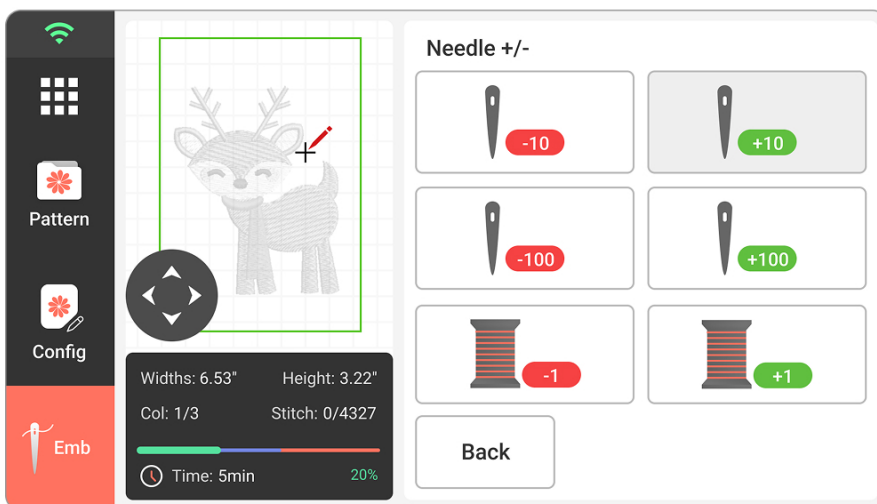 Pattern
Config
Emb
Widths: 6.53" Height: 3.22"
Col: 1/3 Stitch: 0/4327
Time: 5min 20%
Needle +/-
-10 +10
-100 +100
-1 +1
Back